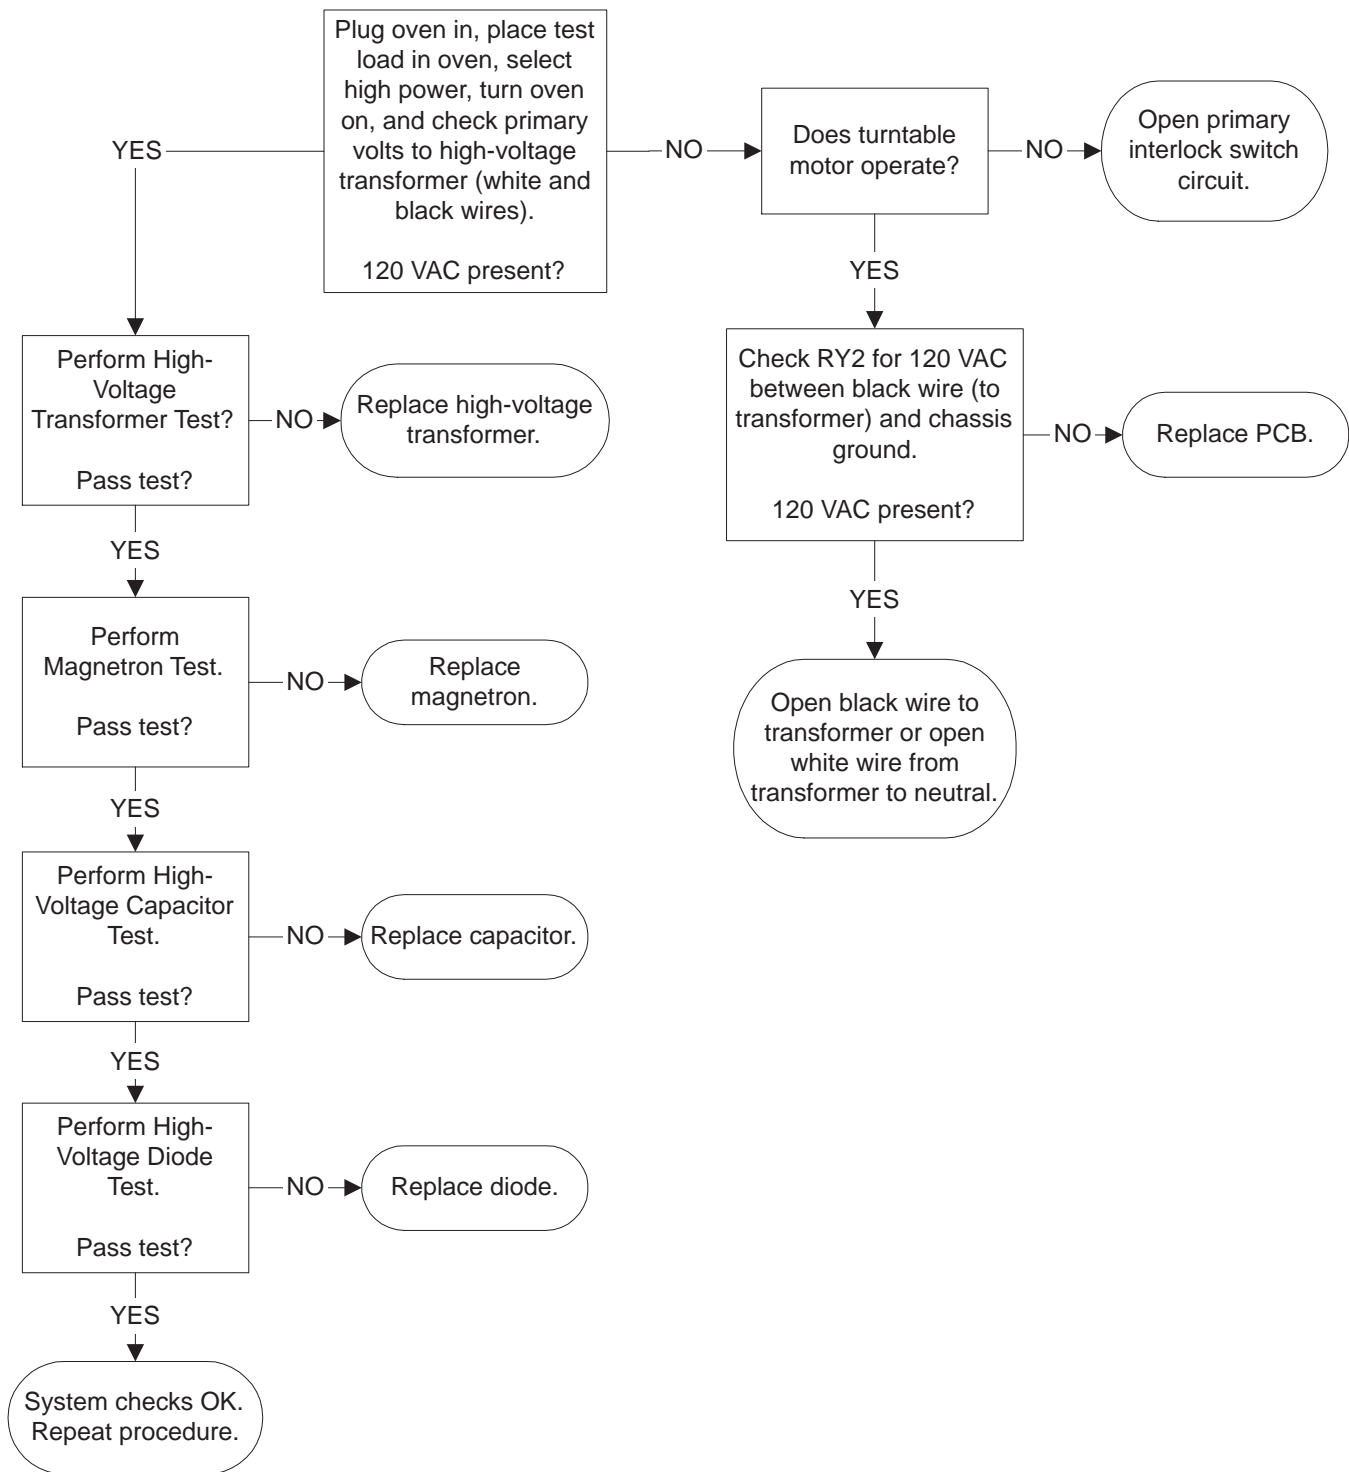 Plug oven in, place test
load in oven, select
high power, turn oven
on, and check primary
volts to high-voltage
transformer (white and
black wires).
120 VAC present?
YES
NO
Does turntable
motor operate?
NO
Open primary
interlock switch
circuit.
YES
Perform High-
Voltage
Transformer Test?
Pass test?
NO
Replace high-voltage
transformer.
Check RY2 for 120 VAC
between black wire (to
transformer) and chassis
ground.
120 VAC present?
NO
Replace PCB.
YES
YES
Perform
Magnetron Test.
Pass test?
NO
Replace
magnetron.
Open black wire to
transformer or open
white wire from
transformer to neutral.
YES
Perform High-
Voltage Capacitor
Test.
Pass test?
NO
Replace capacitor.
YES
Perform High-
Voltage Diode
Test.
Pass test?
NO
Replace diode.
YES
System checks OK.
Repeat procedure.